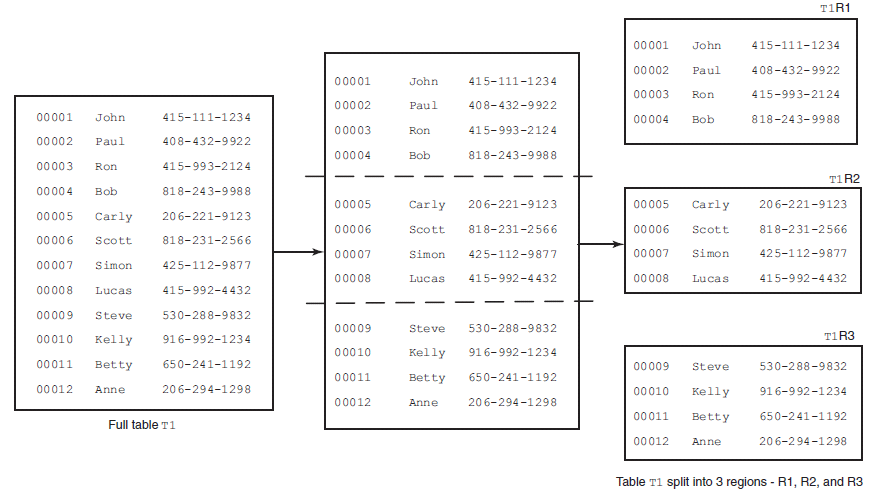 00001 John 415-111-1234
00002 Paul 408-432-9922
00003 Ron 415-993-2124
00004 Bob 818-243-9988
00005 Carly 206-221-9123
00006 Scott 818-231-2566
00007 Simon 425-112-9877
00008 Lucas 415-992-4432
00009 Steve 530-288-9832
00010 Kelly 916-992-1234
00011 Betty 650-241-1192
00012 Anne 206-294-1298
Full table T1
00001 John 415-111-1234
00002 Paul 408-432-9922
00003 Ron 415-993-2124
00004 Bob 818-243-9988
00005 Carly 206-221-9123
00006 Scott 818-231-2566
00007 Simon 425-112-9877
00008 Lucas 415-992-4432
00009 Steve 530-288-9832
00010 Kelly 916-992-1234
00011 Betty 650-241-1192
00012 Anne 206-294-1298
T1R1
00001 John 415-111-1234
00002 Paul 408-432-9922
00003 Ron 415-993-2124
00004 Bob 818-243-9988
T1R2
00005 Carly 206-221-9123
00006 Scott 818-231-2566
00007 Simon 425-112-9877
00008 Lucas 415-992-4432
T1R3
00009 Steve 530-288-9832
00010 Kelly 916-992-1234
00011 Betty 650-241-1192
00012 Anne 206-294-1298
Table T1 split into 3 regions - R1, R2, and R3